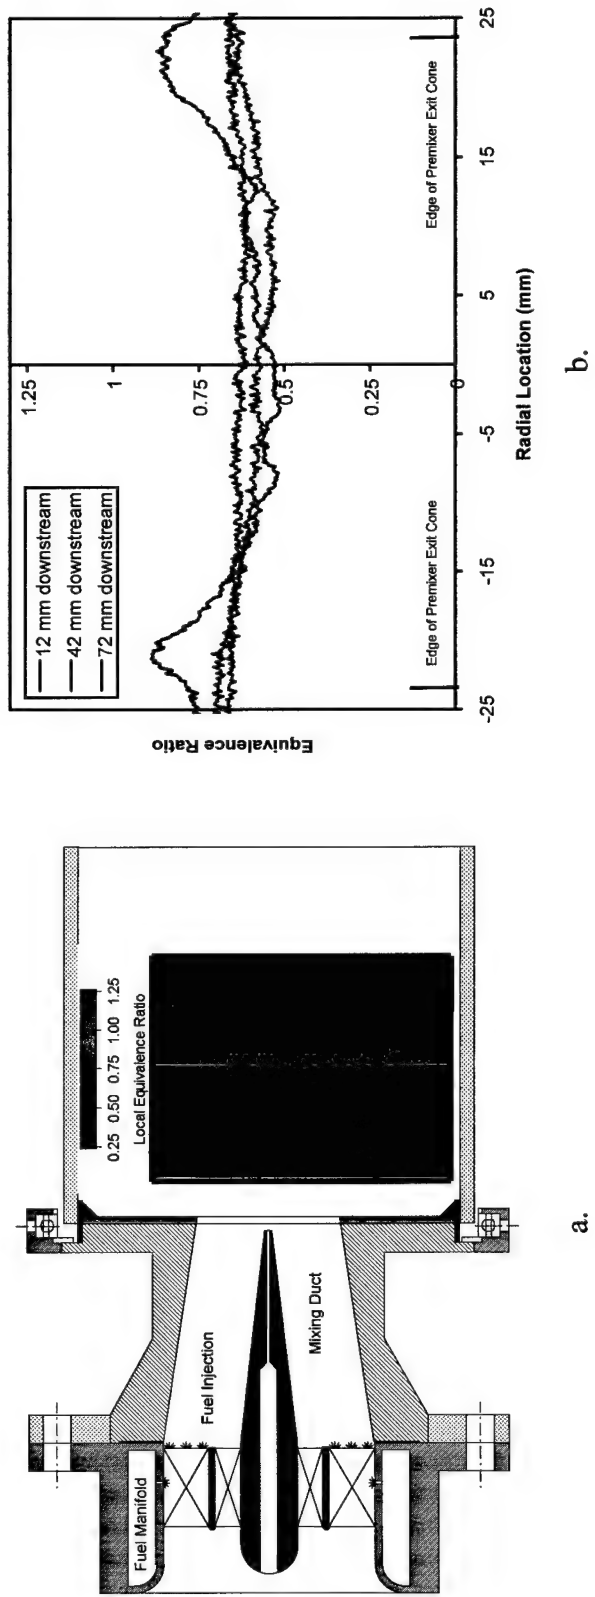 Fuel Manifold
Fuel Injection
Mixing Duct
0.25 0.50 0.75 1.00 1.25
Local Equivalence Ratio
a.
12 mm downstream
42 mm downstream
72 mm downstream
Equivalence Ratio
1.25
1
0.75
0.5
0.25
0
Edge of Premixer Exit Cone
Edge of Premixer Exit Cone
-25 -15 -5 5 15 25
Radial Location (mm)
b.